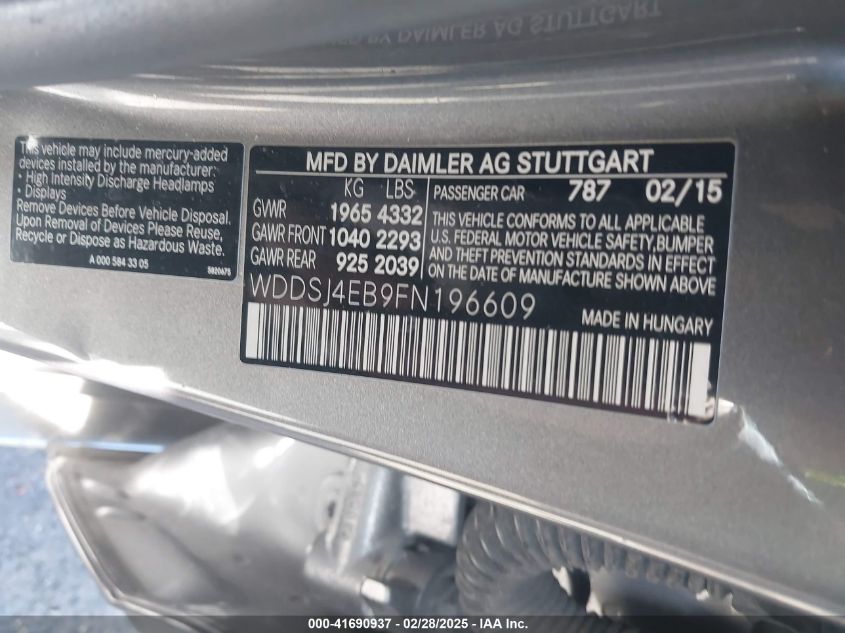 This vehicle may include mercury-added
devices installed by the manufacturer:
• High Intensity Discharge Headlamps
• Displays
Remove Devices Before Vehicle Disposal.
Upon Removal of Devices Please Reuse,
Recycle or Dispose as Hazardous Waste.
A 000 584 33 05 5920675
MFD BY DAIMLER AG STUTTGART
KG LBS
GVWR 1965 4332
GAWR FRONT 1040 2293
GAWR REAR 925 2039
PASSENGER CAR 787 02/15
THIS VEHICLE CONFORMS TO ALL APPLICABLE
U.S. FEDERAL MOTOR VEHICLE SAFETY, BUMPER
AND THEFT PREVENTION STANDARDS IN EFFECT
ON THE DATE OF MANUFACTURE SHOWN ABOVE
WDDSJ4EB9FN196609
MADE IN HUNGARY
000-41690937 - 02/28/2025 - IAA Inc.